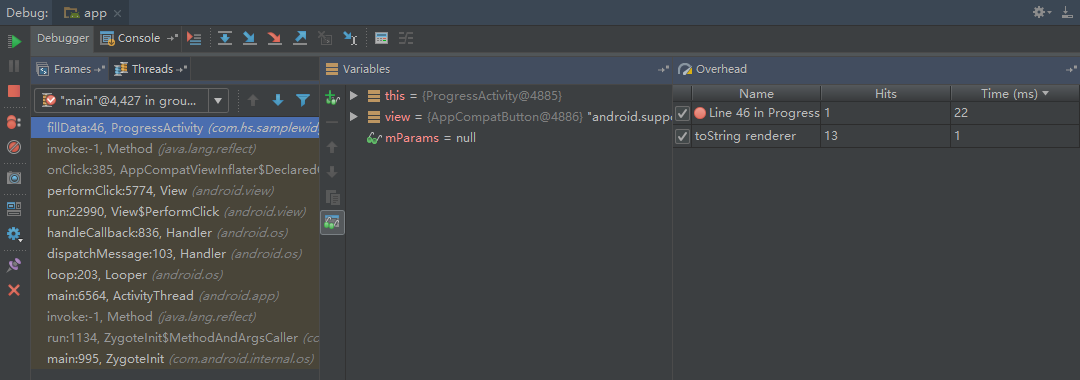 Debug: app
Debugger Console
Frames Threads
"main"@4,427 in grou...
fillData:46, ProgressActivity (com.hs.samplewid
invoke:-1, Method (java.lang.reflect)
onClick:385, AppCompatViewInflater$Declared
performClick:5774, View (android.view)
run:22990, View$PerformClick (android.view)
handleCallback:836, Handler (android.os)
dispatchMessage:103, Handler (android.os)
loop:203, Looper (android.os)
main:6564, ActivityThread (android.app)
invoke:-1, Method (java.lang.reflect)
run:1134, ZygoteInit$MethodAndArgsCaller (co
main:995, ZygoteInit (com.android.internal.os)
Variables
this = {ProgressActivity@4885}
view = {AppCompatButton@4886} "android.suppo
mParams = null
Overhead
Name Hits Time (ms)
Line 46 in Progress 1 22
toString renderer 13 1